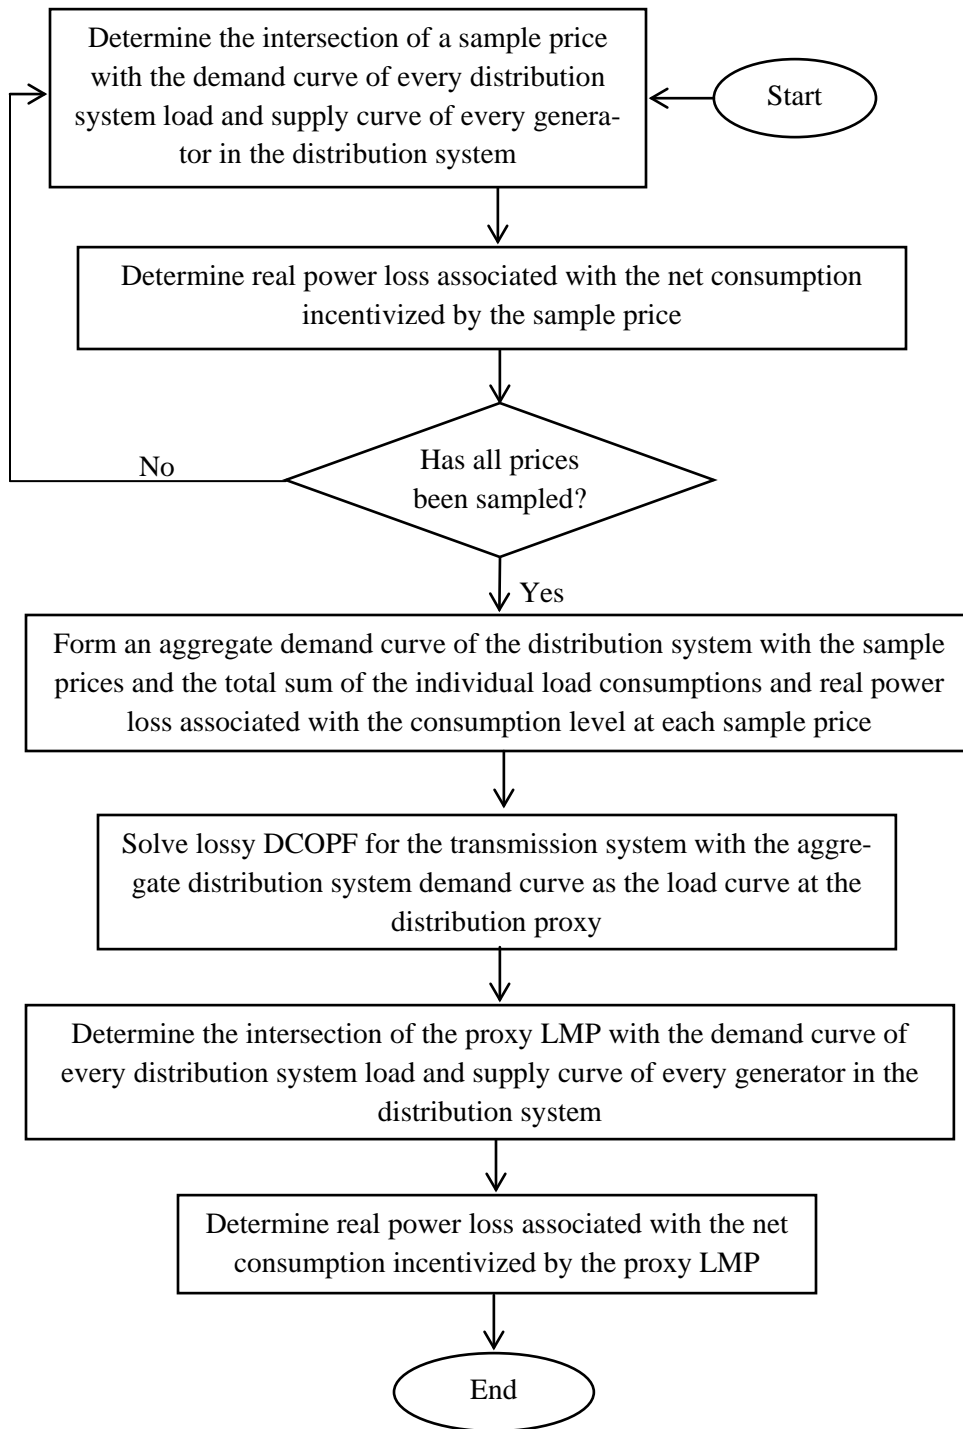 Start
Determine the intersection of a sample price
with the demand curve of every distribution
system load and supply curve of every genera-
tor in the distribution system
Determine real power loss associated with the net consumption
incentivized by the sample price
Has all prices
been sampled?
No
Yes
Form an aggregate demand curve of the distribution system with the sample
prices and the total sum of the individual load consumptions and real power
loss associated with the consumption level at each sample price
Solve lossy DCOPF for the transmission system with the aggre-
gate distribution system demand curve as the load curve at the
distribution proxy
Determine the intersection of the proxy LMP with the demand curve of
every distribution system load and supply curve of every generator in the
distribution system
Determine real power loss associated with the net
consumption incentivized by the proxy LMP
End